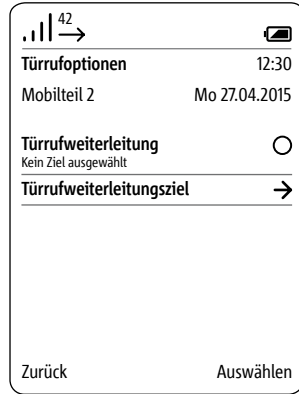 42
Türrufoptionen 12:30
Mobilteil 2 Mo 27.04.2015
Türrufweiterleitung
Kein Ziel ausgewählt
Türrufweiterleitungsziel
Zurück Auswählen